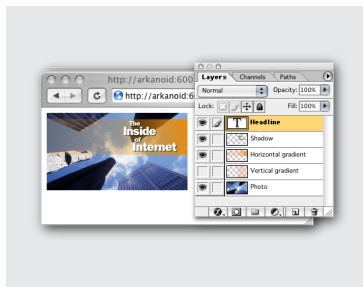 http://arkanoid:600
http://arkanoid:6
The
Inside
of
Internet
Layers Channels Paths
Normal Opacity: 100%
Lock: Fill: 100%
T Headline
Shadow
Horizontal gradient
Vertical gradient
Photo